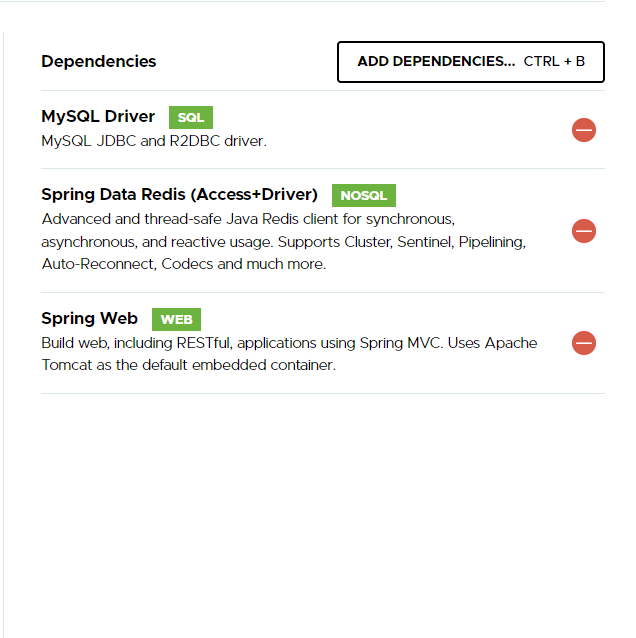 Dependencies
ADD DEPENDENCIES... CTRL + B
MySQL Driver SQL
MySQL JDBC and R2DBC driver.
Spring Data Redis (Access+Driver) NOSQL
Advanced and thread-safe Java Redis client for synchronous,
asynchronous, and reactive usage. Supports Cluster, Sentinel, Pipelining,
Auto-Reconnect, Codecs and much more.
Spring Web WEB
Build web, including RESTful, applications using Spring MVC. Uses Apache
Tomcat as the default embedded container.